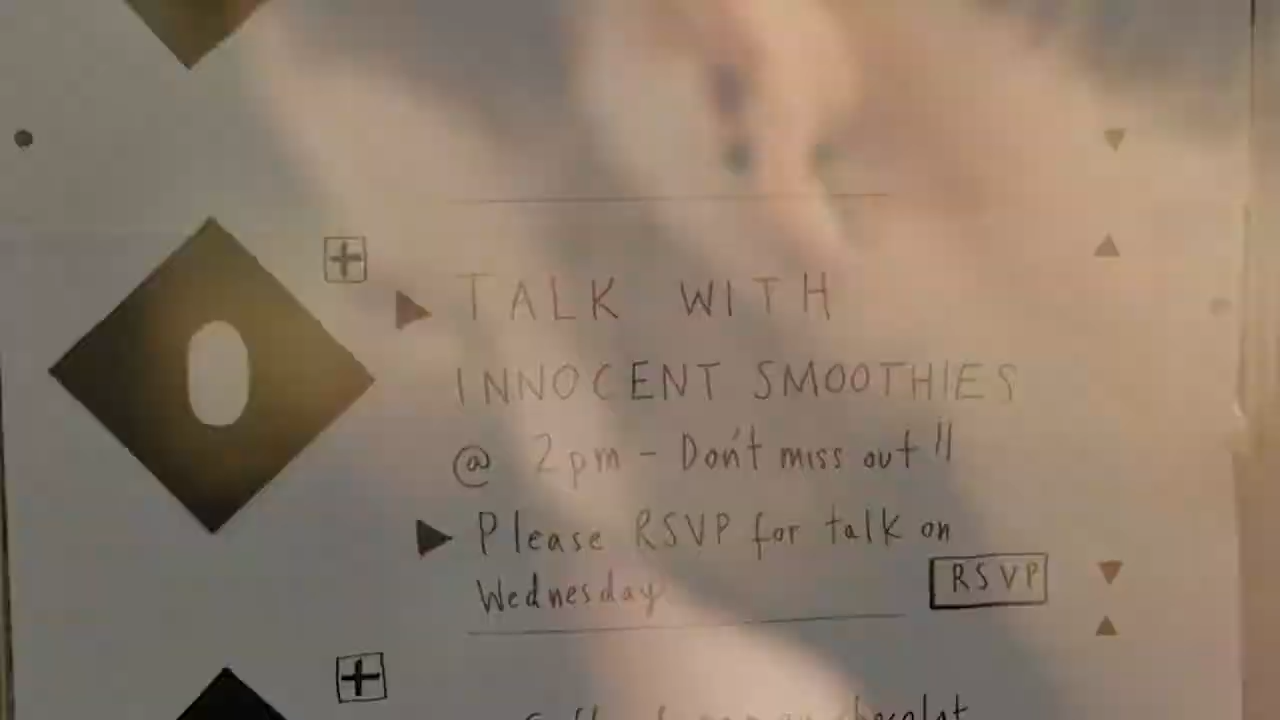 TALK WITH
INNOCENT SMOOTHIES
@ 2pm - Don't miss out!!
Please RSVP for talk on
Wednesday
RSVP